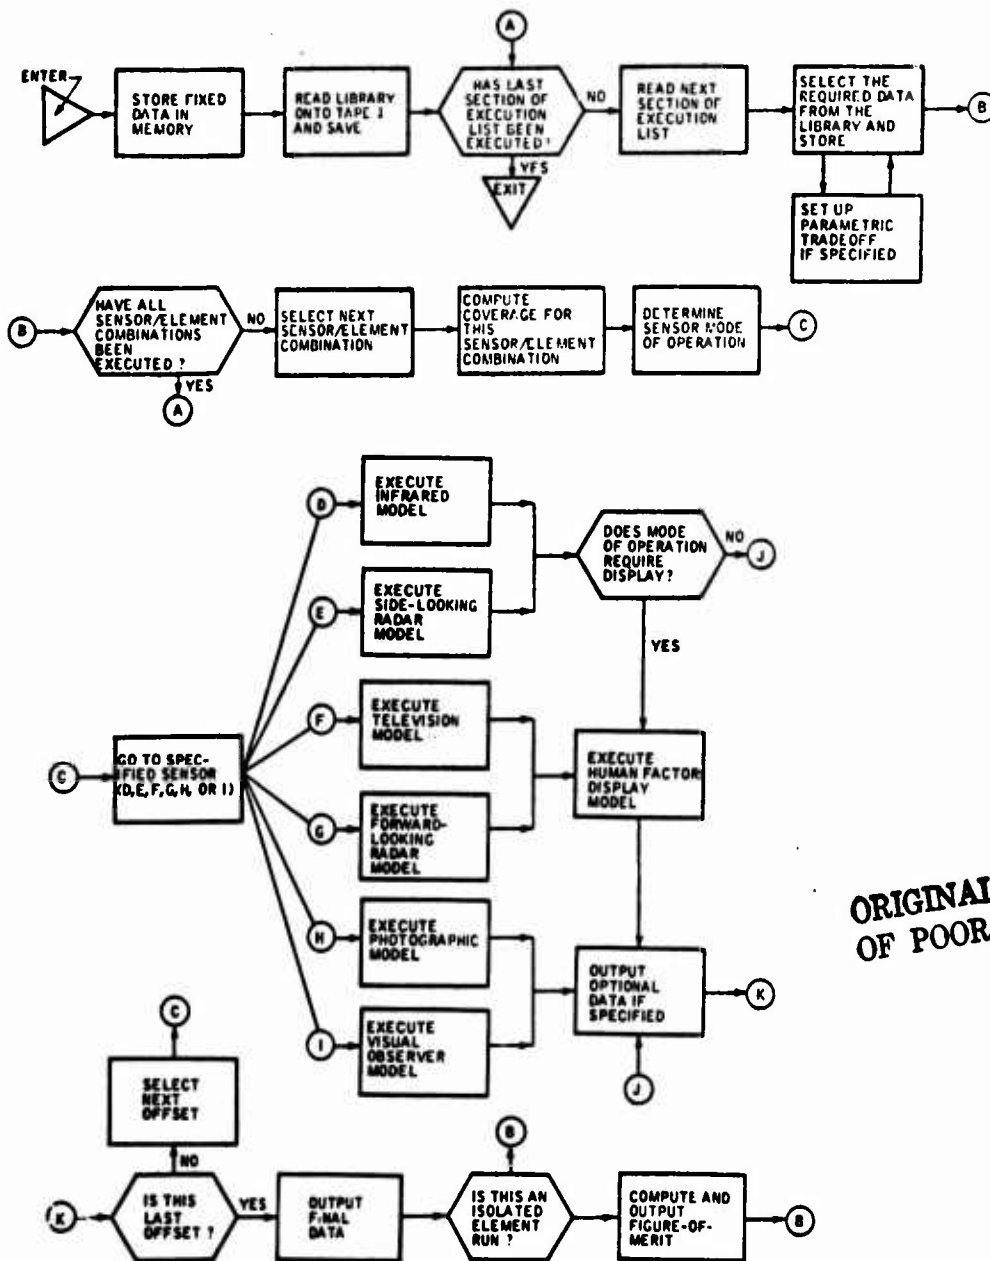 A
ENTER
STORE FIXED
DATA IN
MEMORY
READ LIBRARY
ONTO TAPE 1
AND SAVE
HAS LAST
SECTION OF
EXECUTION
LIST BEEN
EXECUTED?
NO
YES
EXIT
READ NEXT
SECTION OF
EXECUTION
LIST
SELECT THE
REQUIRED DATA
FROM THE
LIBRARY AND
STORE
B
SET UP
PARAMETRIC
TRADEOFF
IF SPECIFIED
B
HAVE ALL
SENSOR/ELEMENT
COMBINATIONS
BEEN
EXECUTED ?
NO
YES
A
SELECT NEXT
SENSOR/ELEMENT
COMBINATION
COMPUTE
COVERAGE FOR
THIS
SENSOR/ELEMENT
COMBINATION
DETERMINE
SENSOR MODE
OF OPERATION
C
C
GO TO SPEC-
IFIED SENSOR
(D,E,F,G,H, OR I)
D
EXECUTE
INFRARED
MODEL
E
EXECUTE
SIDE-LOOKING
RADAR
MODEL
DOES MODE
OF OPERATION
REQUIRE
DISPLAY?
NO
J
YES
F
EXECUTE
TELEVISION
MODEL
G
EXECUTE
FORWARD-
LOOKING
RADAR
MODEL
EXECUTE
HUMAN FACTOR
DISPLAY
MODEL
H
EXECUTE
PHOTOGRAPHIC
MODEL
I
EXECUTE
VISUAL
OBSERVER
MODEL
OUTPUT
OPTIONAL
DATA IF
SPECIFIED
K
J
ORIGINAL
OF POOR
C
SELECT
NEXT
OFFSET
NO
K
IS THIS
LAST
OFFSET ?
YES
OUTPUT
FINAL
DATA
B
IS THIS AN
ISOLATED
ELEMENT
RUN ?
COMPUTE AND
OUTPUT
FIGURE-OF-
MERIT
B